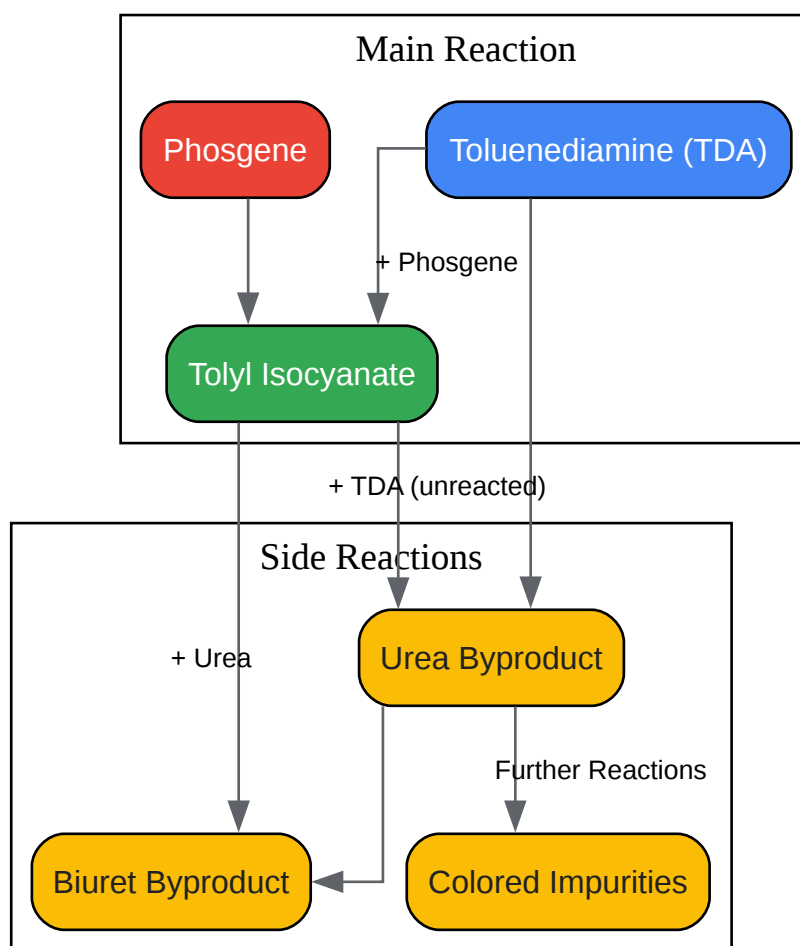 Main Reaction
Phosgene
Toluenediamine (TDA)
+ Phosgene
Tolyl Isocyanate
+ TDA (unreacted)
Side Reactions
+ Urea
Urea Byproduct
Further Reactions
Biuret Byproduct
Colored Impurities